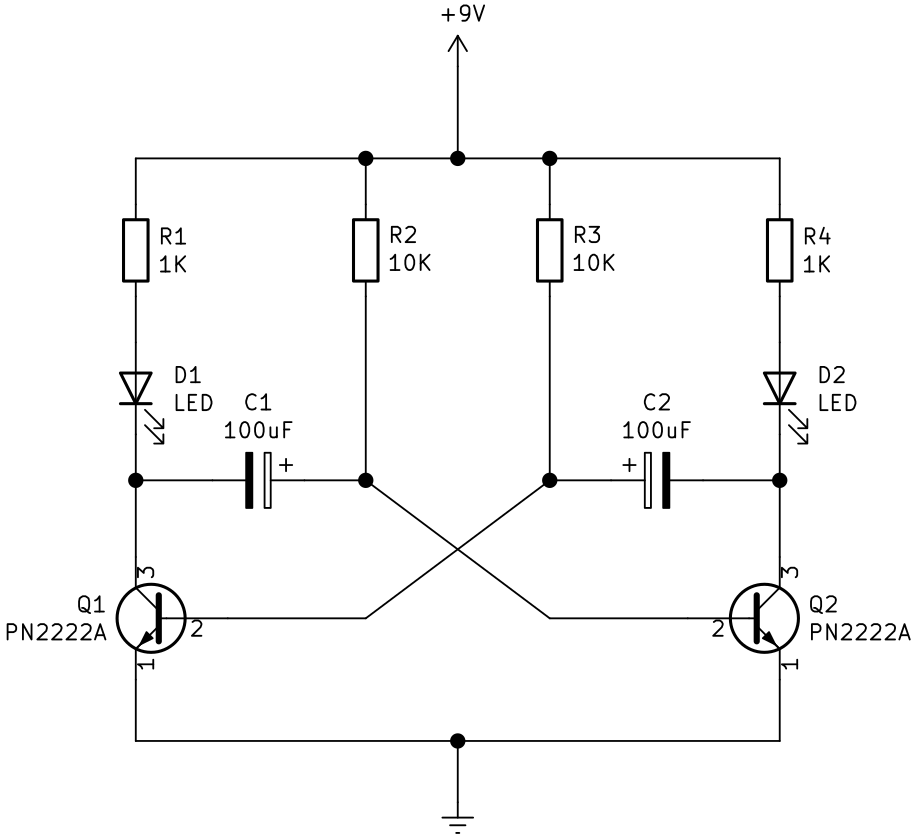 +9V
R1
1K
R2
10K
R3
10K
R4
1K
D1
LED
C1
100uF
+
C2
100uF
+
D2
LED
3
Q1
PN2222A
2
1
3
Q2
PN2222A
2
1